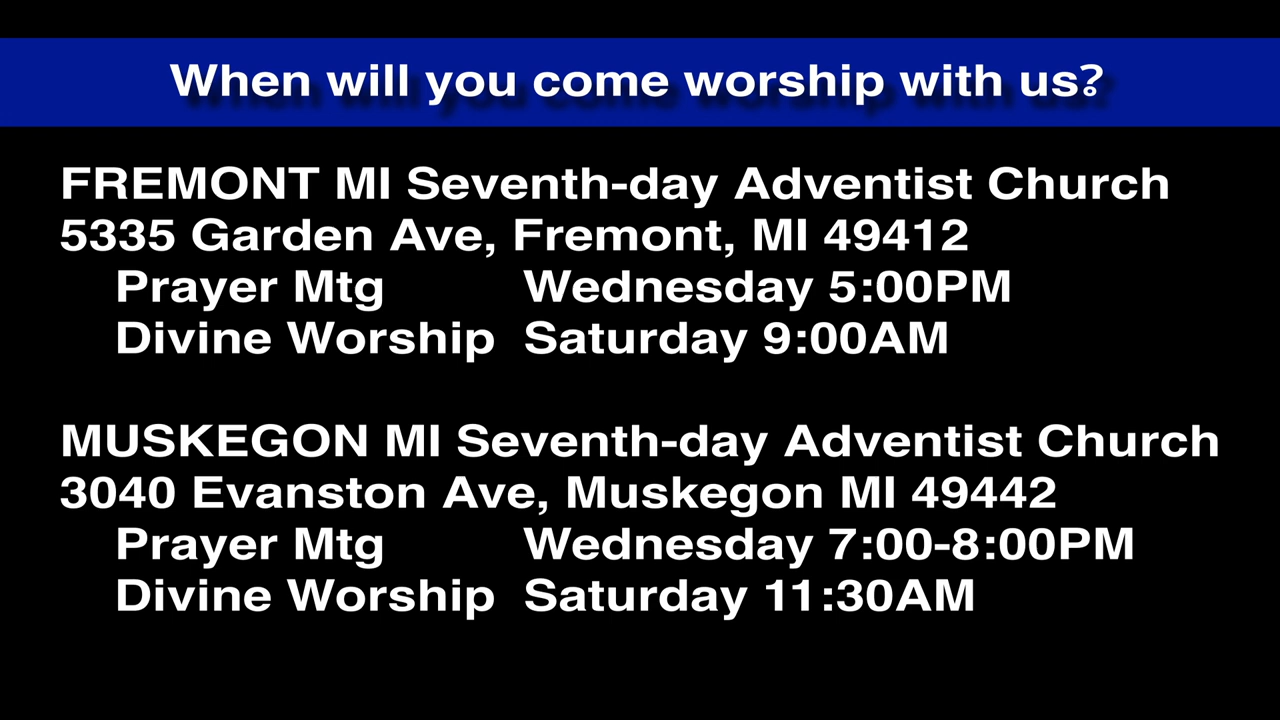 When will you come worship with us?
FREMONT MI Seventh-day Adventist Church
5335 Garden Ave, Fremont, MI 49412
Prayer Mtg Wednesday 5:00PM
Divine Worship Saturday 9:00AM
MUSKEGON MI Seventh-day Adventist Church
3040 Evanston Ave, Muskegon MI 49442
Prayer Mtg Wednesday 7:00-8:00PM
Divine Worship Saturday 11:30AM